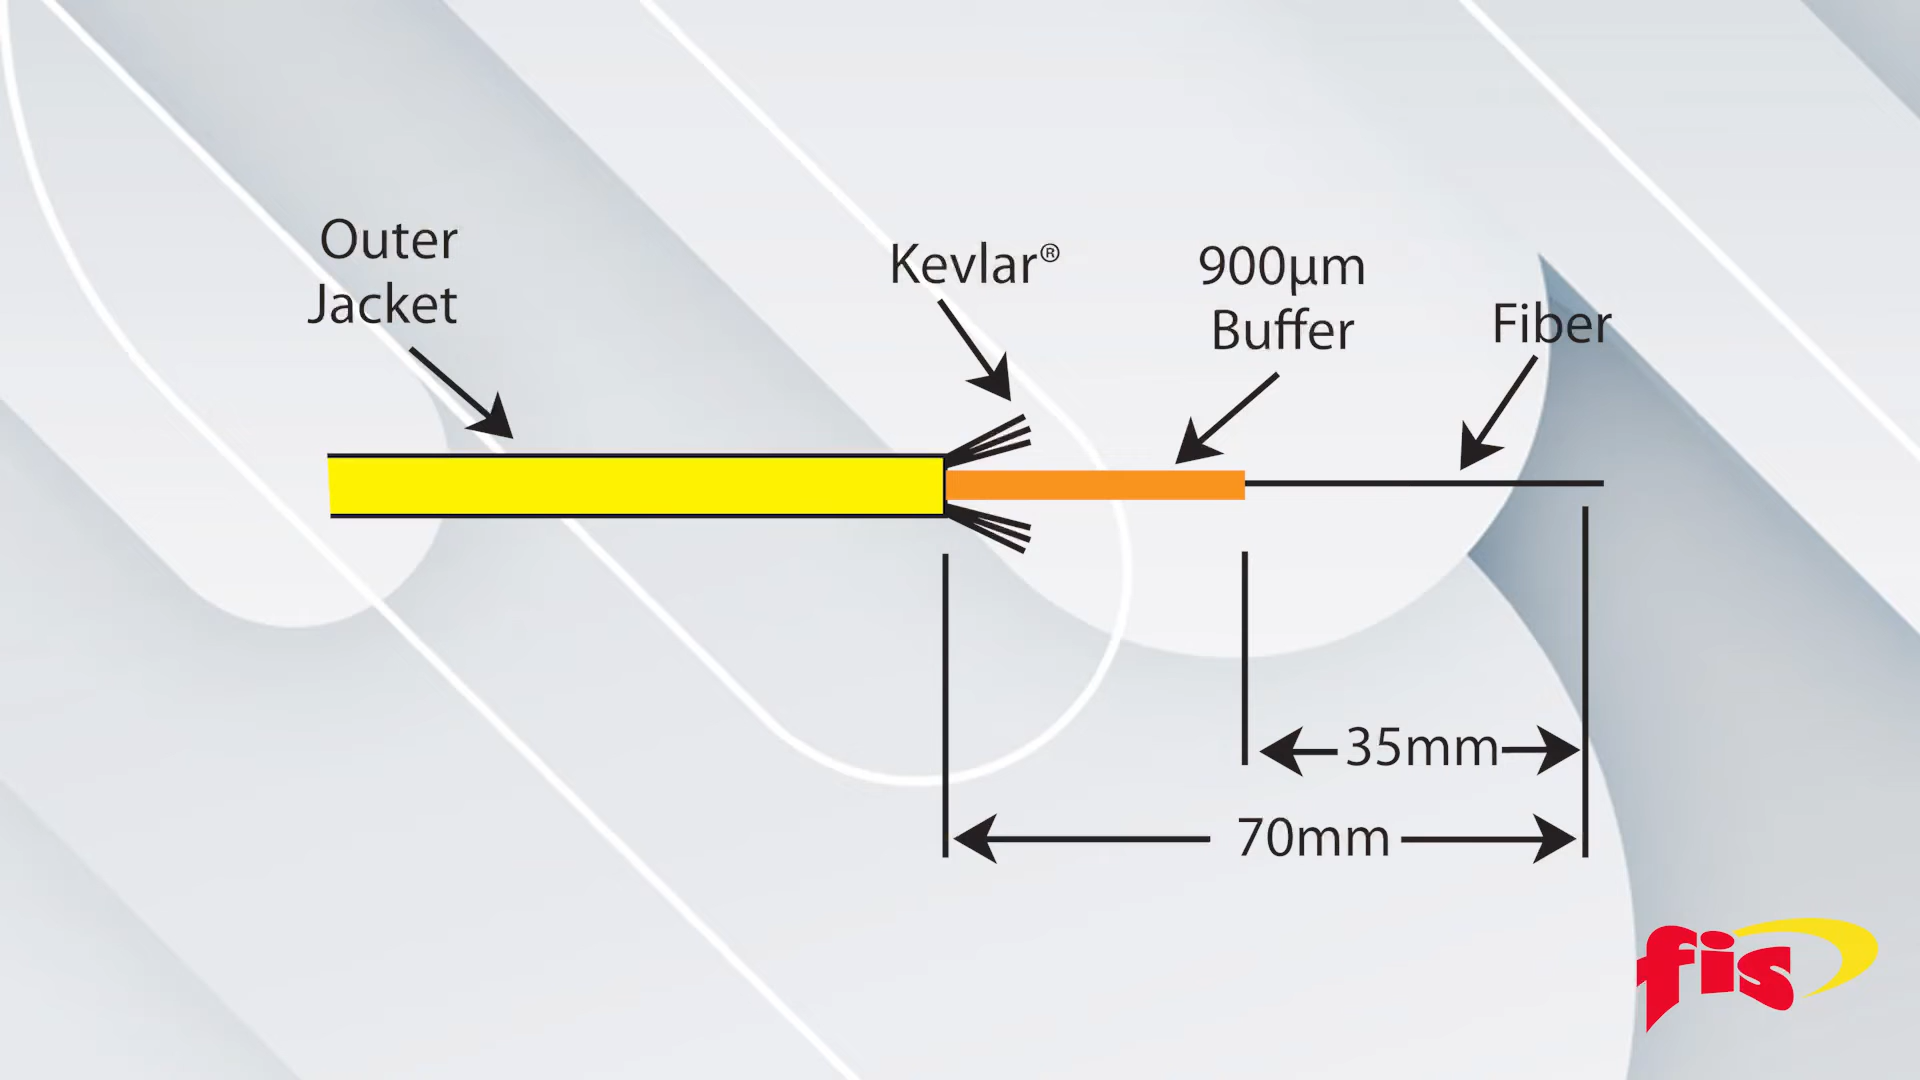 Outer
Jacket
Kevlar®
900µm
Buffer
Fiber
35mm
70mm
fis